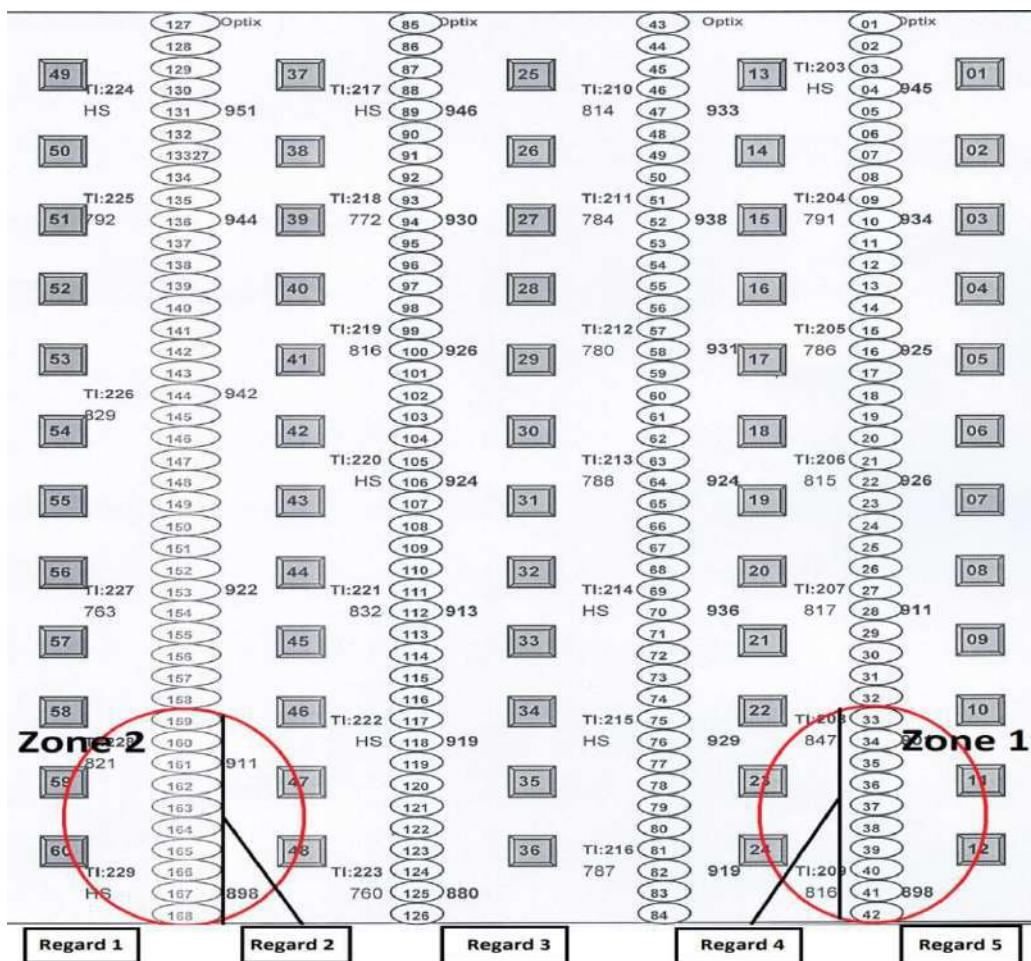 127 Optix 85 Optix 43 Optix 01 Optix
128 86 44 02
49 129 37 87 25 45 13 TI:203 03 01
TI:224 130 TI:217 88 TI:210 46 HS 04 945
HS 131 951 HS 89 946 814 47 933 05
132 90 48 06
50 13327 38 91 26 49 14 07 02
134 92 50 08
TI:225 135 TI:218 93 TI:211 51 TI:204 09
51 792 136 944 39 772 94 930 27 784 52 938 15 791 10 934 03
137 95 53 11
138 96 54 12
52 139 40 97 28 55 16 13 04
140 98 56 14
141 TI:219 99 TI:212 57 TI:205 15
53 142 41 816 100 926 29 780 58 931 17 786 16 925 05
143 101 59 17
TI:226 144 942 102 60 18
829 145 103 61 19
54 146 42 104 30 62 18 20 06
147 TI:220 105 TI:213 63 TI:206 21
148 HS 106 924 788 64 924 815 22 926
55 149 43 107 31 65 19 23 07
150 108 66 24
151 109 67 25
56 152 44 110 32 68 20 26 08
TI:227 153 922 TI:221 111 TI:214 69 TI:207 27
763 154 832 112 913 HS 70 936 817 28 911
57 155 45 113 33 71 21 29 09
156 114 72 30
157 115 73 31
158 116 74 32
58 159 46 TI:222 117 34 TI:215 75 22 TI:208 33 10
Zone 2 160 HS 118 919 HS 76 929 847 34 Zone 1
821 161 911 119 77 35
59 162 47 120 35 78 23 36 11
163 121 79 37
164 122 80 38
60 165 48 123 36 TI:216 81 24 39 12
TI:229 166 TI:223 124 787 82 919 TI:209 40
HS 167 898 760 125 880 83 816 41 898
168 126 84 42
Regard 1 Regard 2 Regard 3 Regard 4 Regard 5